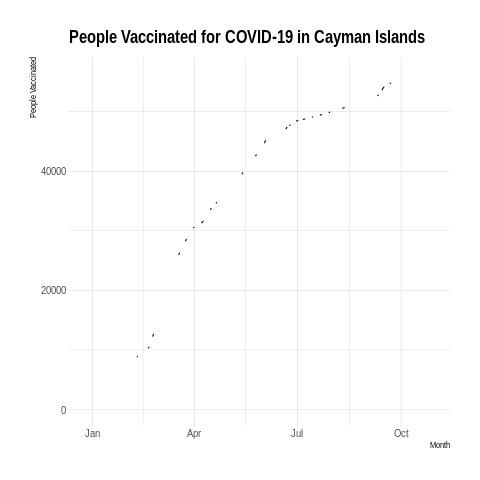 People Vaccinated for COVID-19 in Cayman Islands
People Vaccinated
40000
20000
0
Jan Apr Jul Oct
Month